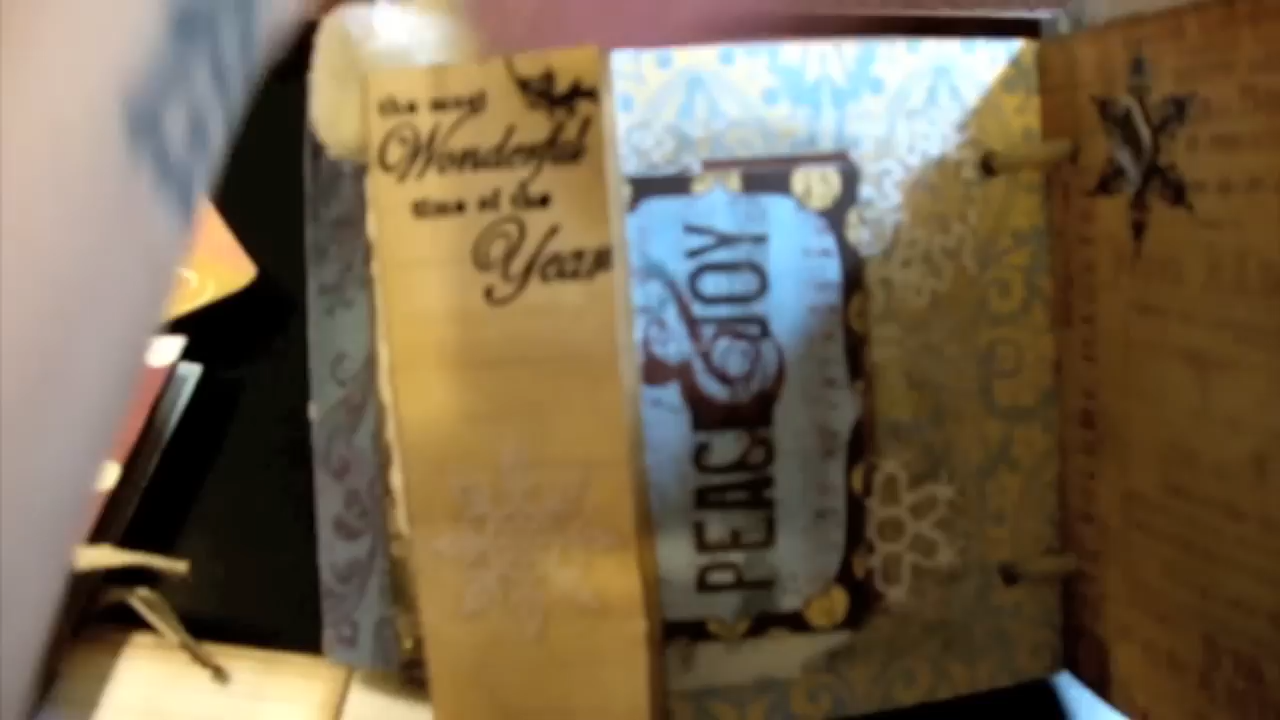 the most
Wonderful
time of the
Year
PEACE & JOY